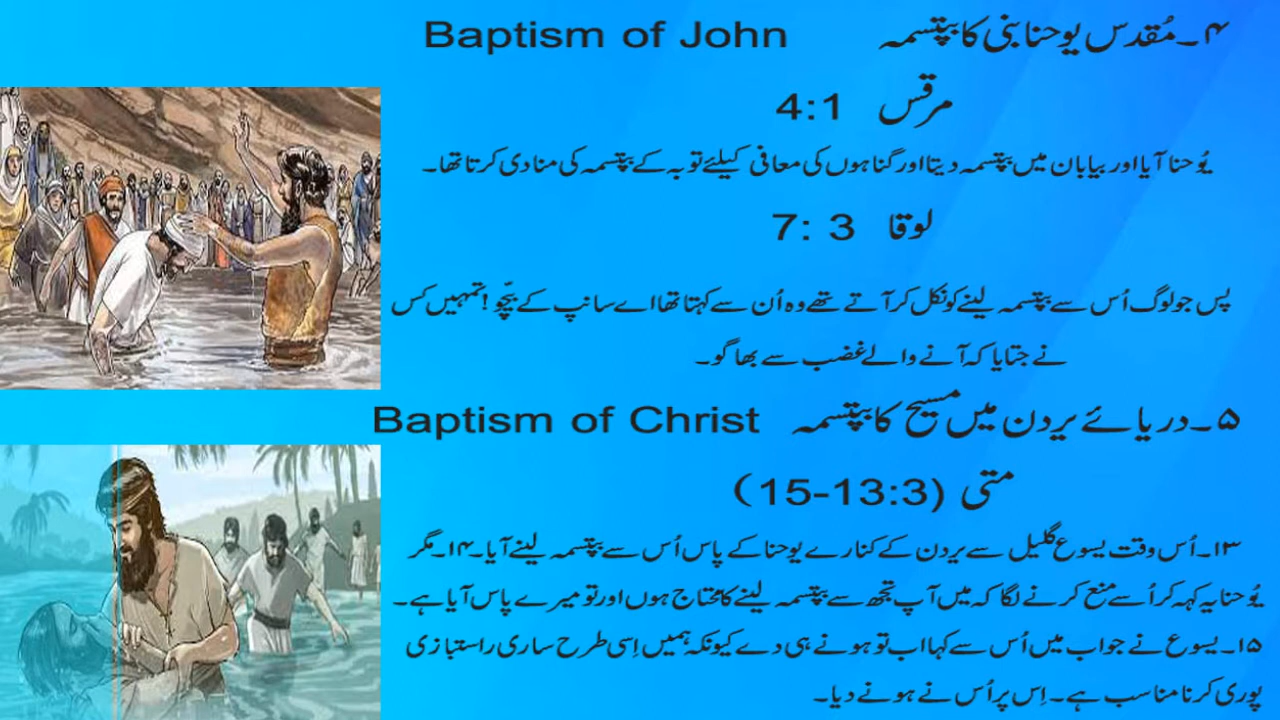 ۴۔مُقدس یوحنا بنی کا بپتسمہ Baptism of John
مرقس 4:1
یُوحنا آیا اور بیابان میں بپتسمہ دیتا اور گناہوں کی معافی کیلئے توبہ کے بپتسمہ کی منادی کرتا تھا۔
لوقا 7: 3
پس جو لوگ اُس سے بپتسمہ لینے کو نکل کر آتے تھے وہ اُن سے کہتا تھا اے سانپ کے بچّو! تمہیں کس
نے جتایا کہ آنے والے غضب سے بھاگو۔
۵۔دریائے یردن میں مسیح کا بپتسمہ Baptism of Christ
متی (15-13:3)
۱۳۔اُس وقت یسوع گلیل سے یردن کے کنارے یوحنا کے پاس اُس سے بپتسمہ لینے آیا۔۱۴۔مگر
یُوحنا یہ کہہ کر اُسے منع کرنے لگا کہ میں آپ تجھ سے بپتسمہ لینے کا محتاج ہوں اور تو میرے پاس آیا ہے۔
۱۵۔یسوع نے جواب میں اُس سے کہا اب تو ہونے ہی دے کیونکہ ہمیں اِسی طرح ساری راستبازی
پوری کرنا مناسب ہے۔اِس پر اُس نے ہونے دیا۔